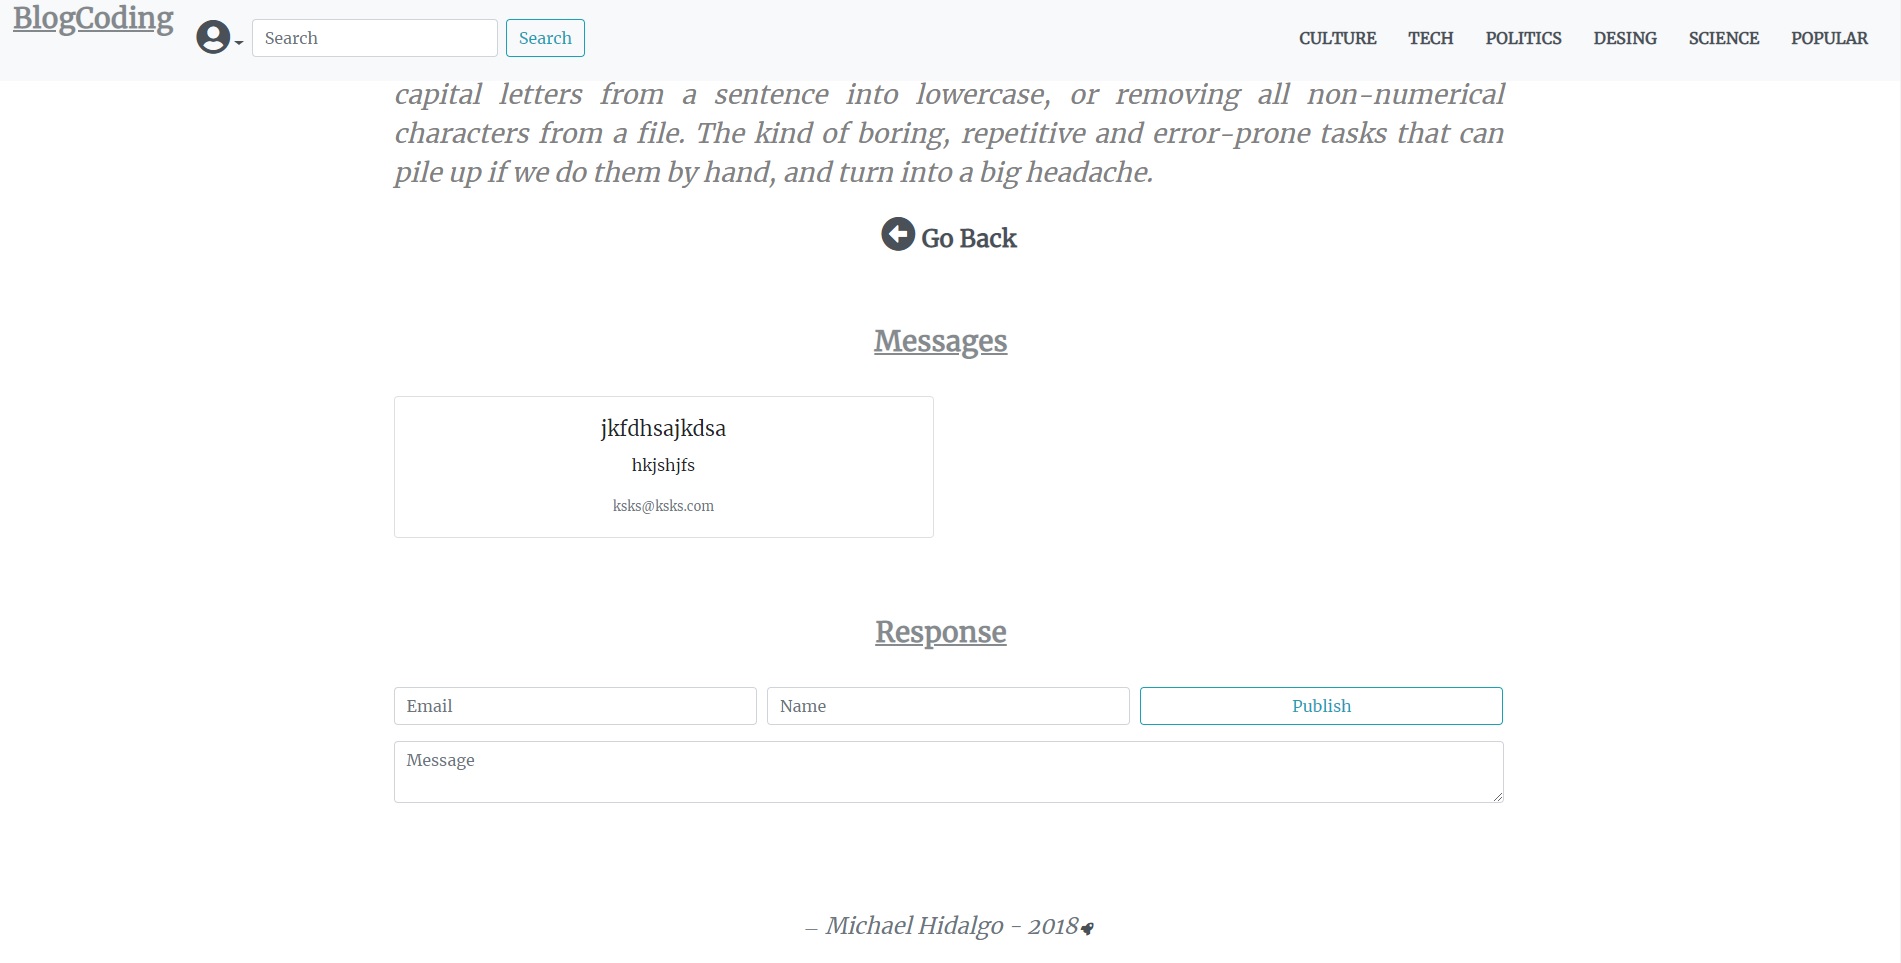 BlogCoding
Search
Search
CULTURE
TECH
POLITICS
DESING
SCIENCE
POPULAR
capital letters from a sentence into lowercase, or removing all non-numerical
characters from a file. The kind of boring, repetitive and error-prone tasks that can
pile up if we do them by hand, and turn into a big headache.
Go Back
Messages
jkfdhsajkdsa
hkjshjfs
ksks@ksks.com
Response
Email
Name
Publish
Message
– Michael Hidalgo - 2018